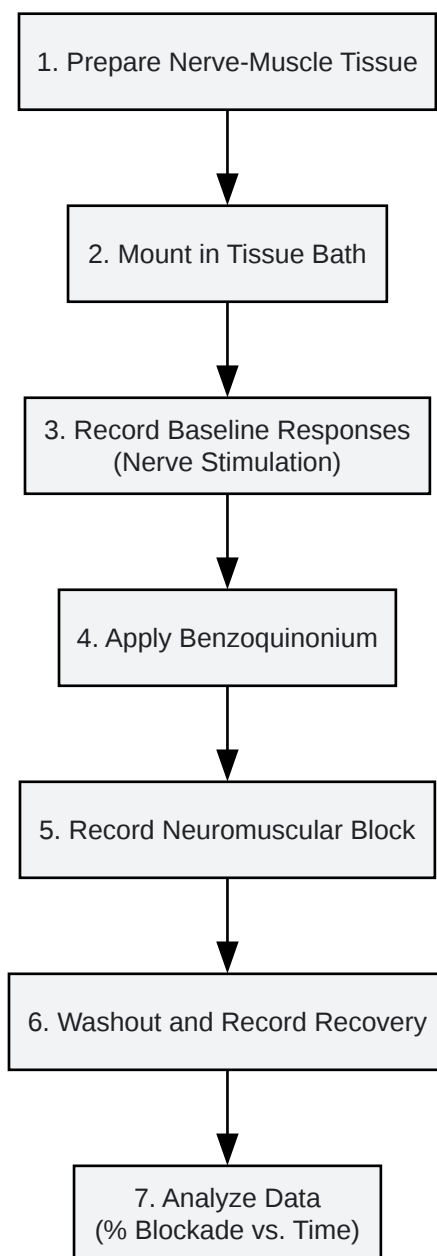 1. Prepare Nerve-Muscle Tissue
2. Mount in Tissue Bath
3. Record Baseline Responses
(Nerve Stimulation)
4. Apply Benzoquinonium
5. Record Neuromuscular Block
6. Washout and Record Recovery
7. Analyze Data
(% Blockade vs. Time)